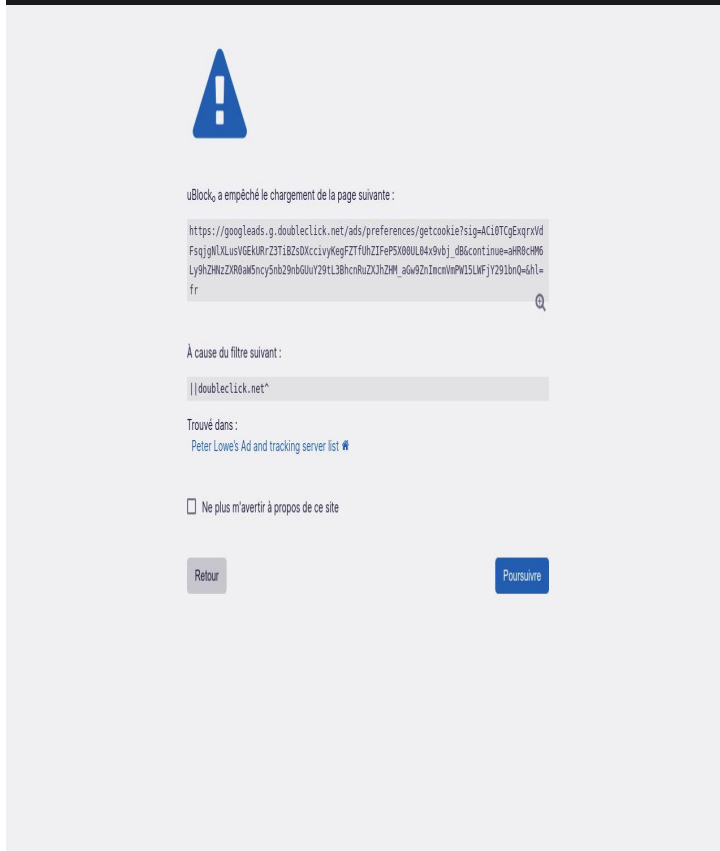 uBlock₀ a empêché le chargement de la page suivante :
https://googleads.g.doubleclick.net/ads/preferences/getcookie?sig=ACi0TCgExqrxVd
FsqjgNlXLusVGEkURrZ3TiBZsDXccivyKegFZTfUhZIFeP5X00UL04x9vbj_dB&continue=aHR0cHM6
Ly9hZHNzZXR0aW5ncy5nb29nbGUuY29tL3BhcnRuZXJhZHM_aGw9ZnImcmVmPW15LWFjY291bnQ=&hl=
fr
À cause du filtre suivant :
||doubleclick.net^
Trouvé dans :
Peter Lowe's Ad and tracking server list
Ne plus m'avertir à propos de ce site
Retour
Poursuivre